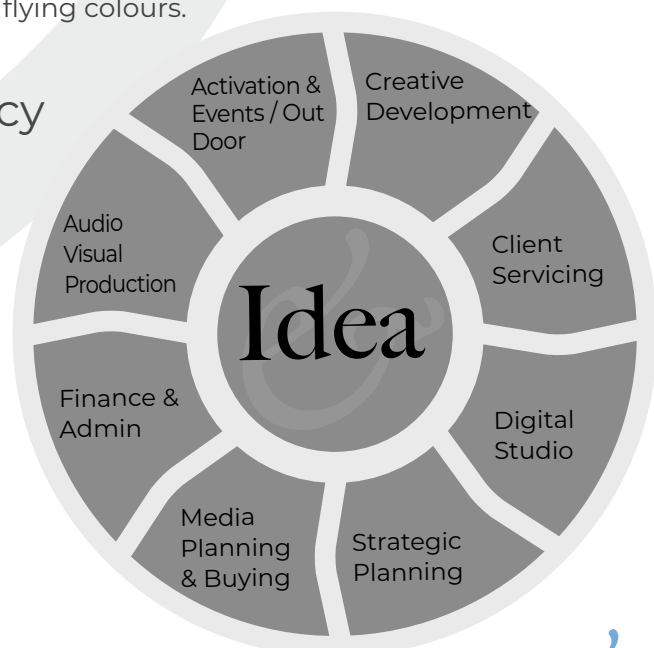 flying colours.
cy
Activation &
Events / Out
Door
Creative
Development
Audio
Visual
Production
Client
Servicing
Idea
Finance &
Admin
Digital
Studio
Media
Planning
& Buying
Strategic
Planning